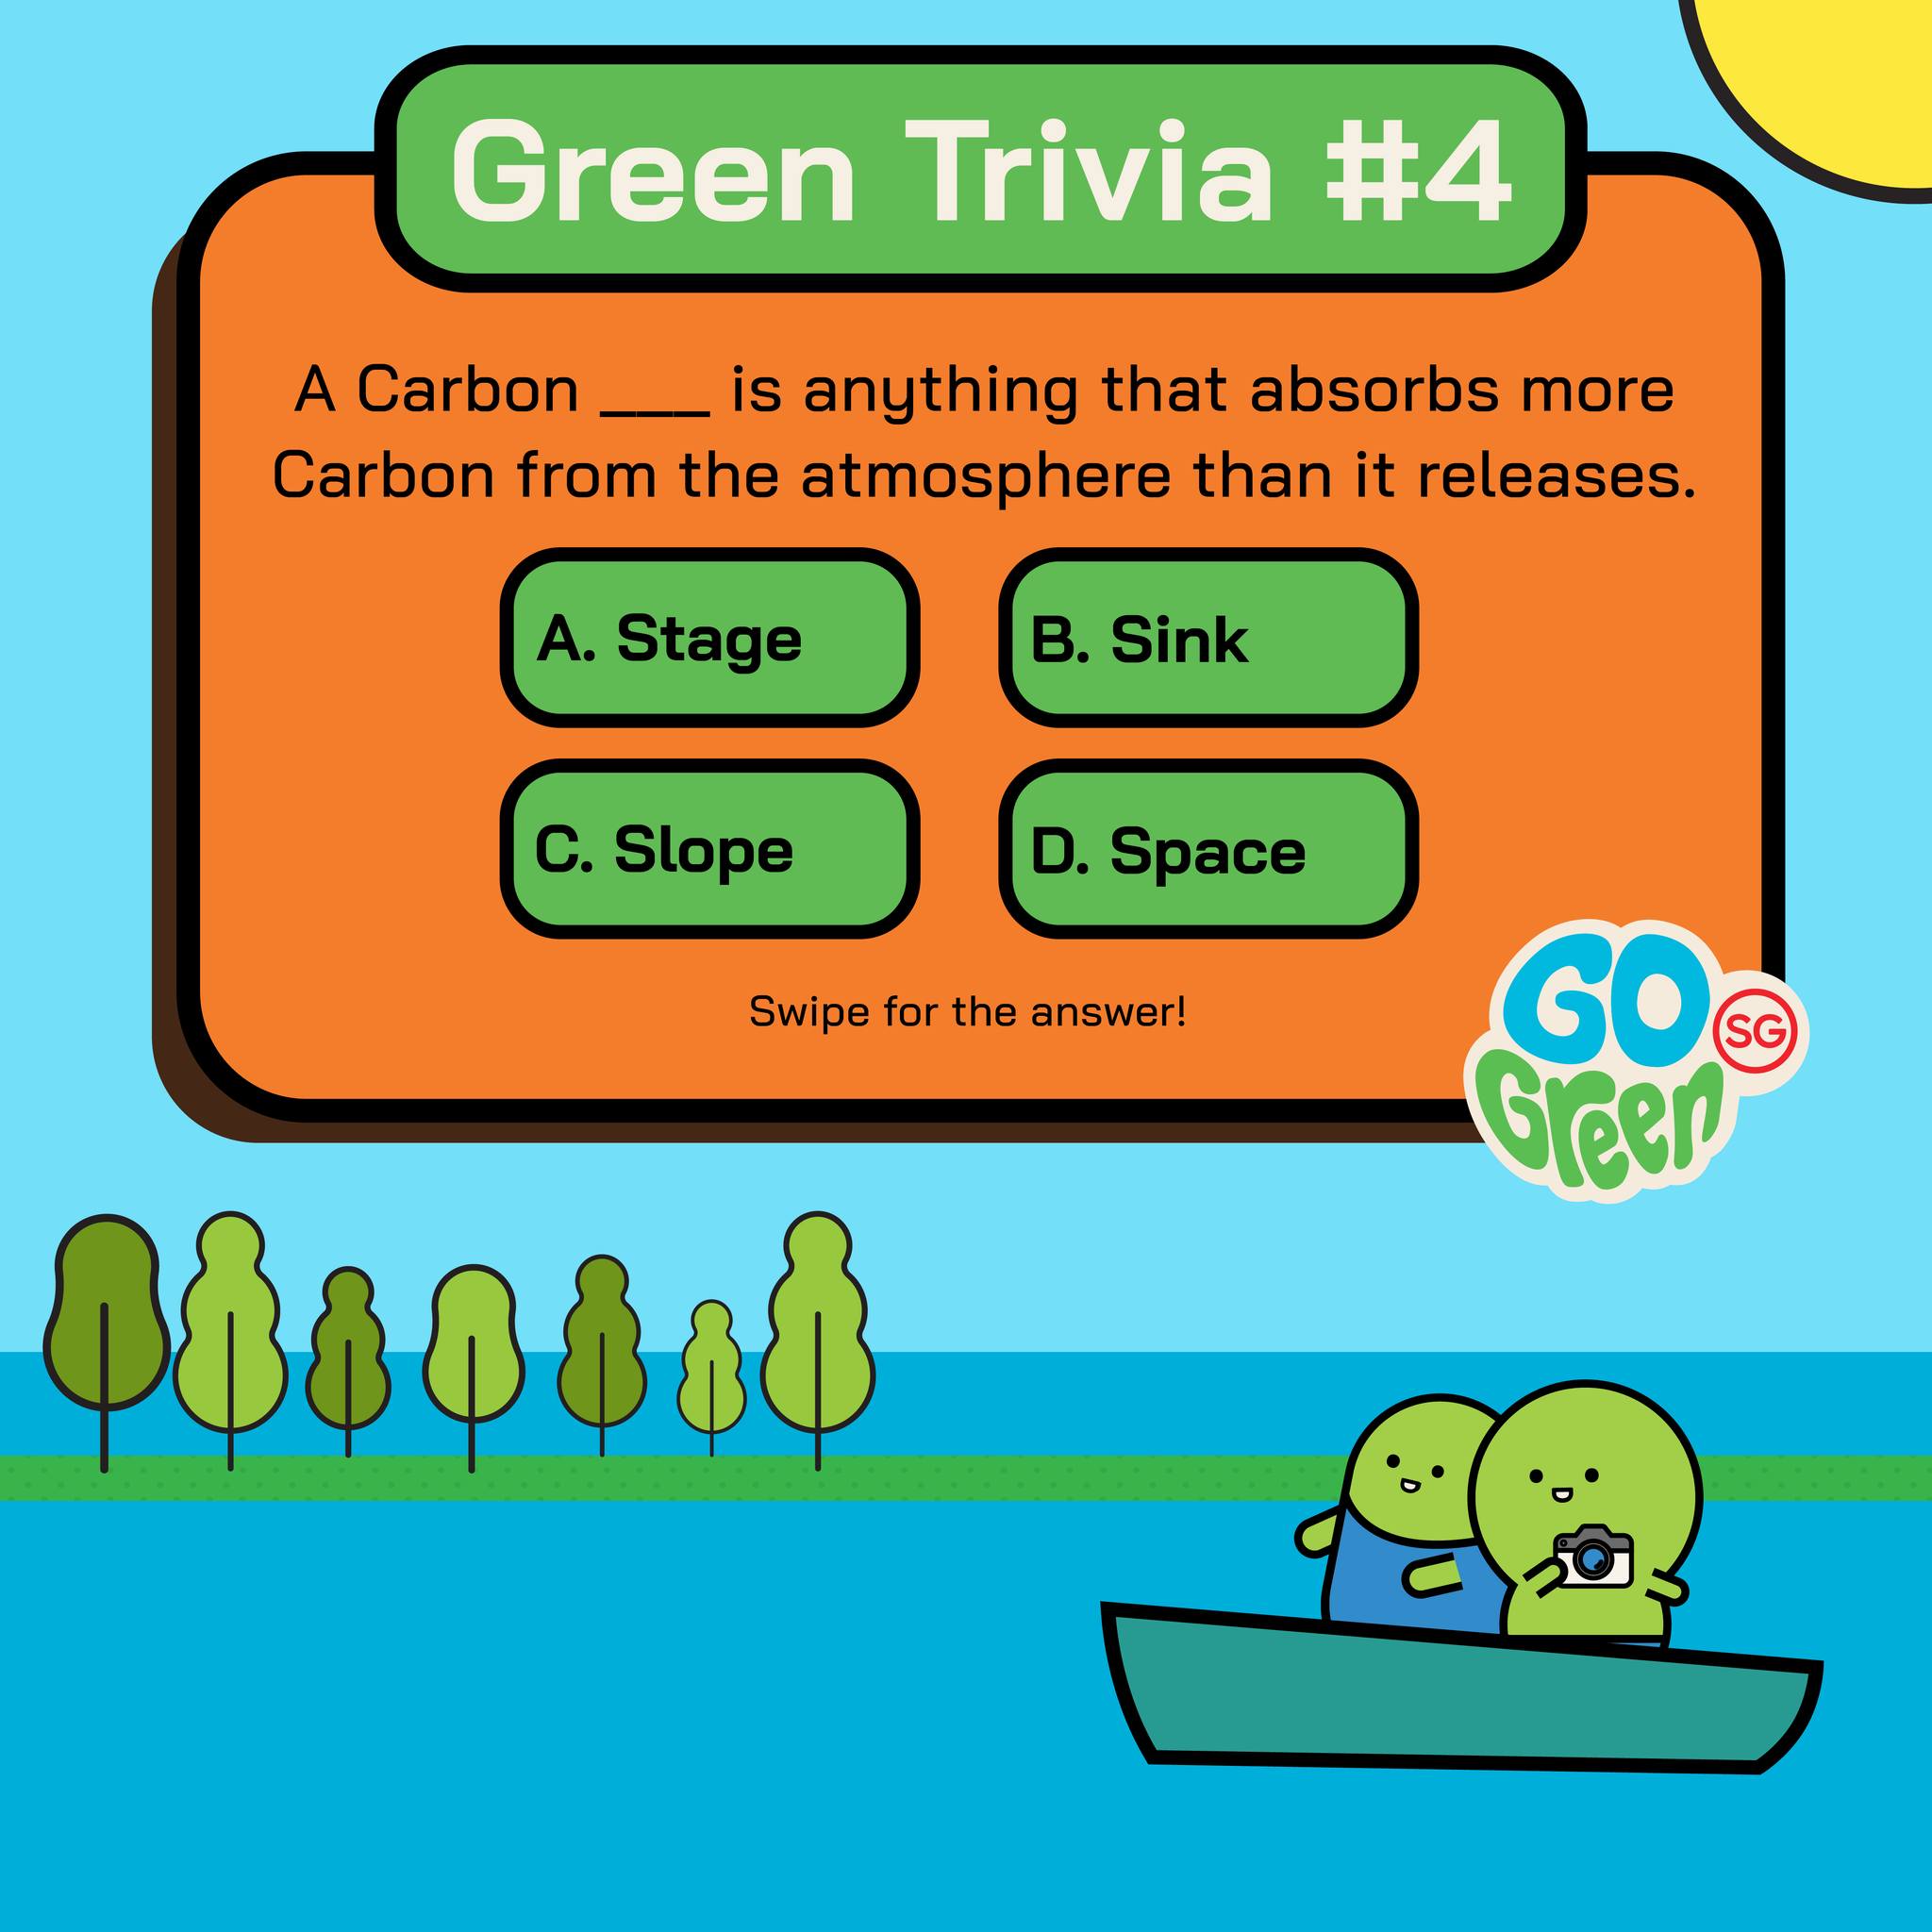 Green Trivia #4
A Carbon ___ is anything that absorbs more
Carbon from the atmosphere than it releases.
A. Stage
B. Sink
C. Slope
D. Space
Swipe for the answer!
GO
SG
Green